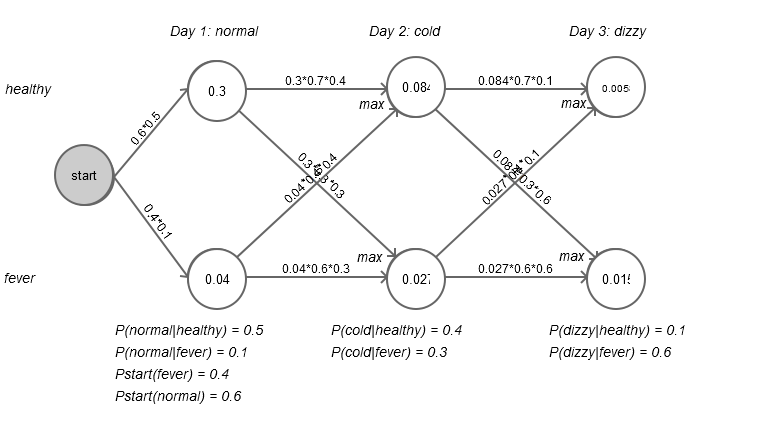 Day 1: normal
Day 2: cold
Day 3: dizzy
healthy
0.3
0.3*0.7*0.4
0.084
0.084*0.7*0.1
0.005
max
max
0.6*0.5
start
0.4*0.1
0.3*0.3*0.3
0.04*0.4*0.4
0.084*0.3*0.6
0.027*0.4*0.1
max
max
fever
0.04
0.04*0.6*0.3
0.027
0.027*0.6*0.6
0.015
P(normal|healthy) = 0.5
P(cold|healthy) = 0.4
P(dizzy|healthy) = 0.1
P(normal|fever) = 0.1
P(cold|fever) = 0.3
P(dizzy|fever) = 0.6
Pstart(fever) = 0.4
Pstart(normal) = 0.6